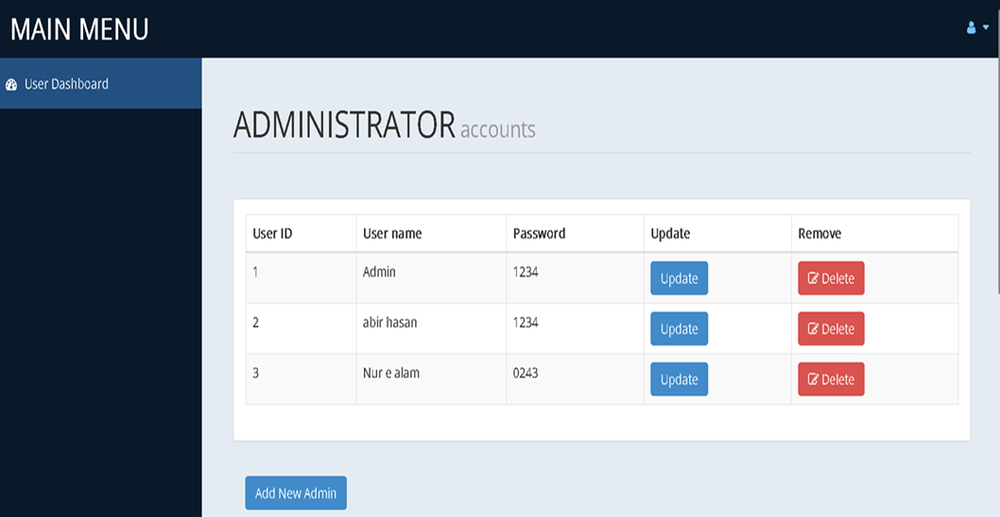 MAIN MENU
User Dashboard
ADMINISTRATOR accounts
User ID User name Password Update Remove
1 Admin 1234 Update Delete
2 abir hasan 1234 Update Delete
3 Nur e alam 0243 Update Delete
Add New Admin